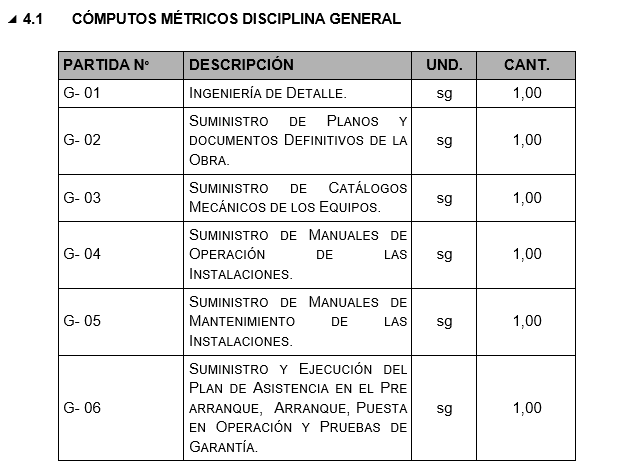 4.1 CÓMPUTOS MÉTRICOS DISCIPLINA GENERAL
PARTIDA Nº DESCRIPCIÓN UND. CANT.
G- 01 INGENIERÍA DE DETALLE. sg 1,00
SUMINISTRO DE PLANOS Y
G- 02 DOCUMENTOS DEFINITIVOS DE LA sg 1,00
OBRA.
G- 03 SUMINISTRO DE CATÁLOGOS sg 1,00
MECÁNICOS DE LOS EQUIPOS.
SUMINISTRO DE MANUALES DE
G- 04 OPERACIÓN DE LAS sg 1,00
INSTALACIONES.
SUMINISTRO DE MANUALES DE
G- 05 MANTENIMIENTO DE LAS sg 1,00
INSTALACIONES.
SUMINISTRO Y EJECUCIÓN DEL
PLAN DE ASISTENCIA EN EL PRE
G- 06 ARRANQUE, ARRANQUE, PUESTA sg 1,00
EN OPERACIÓN Y PRUEBAS DE
GARANTÍA.